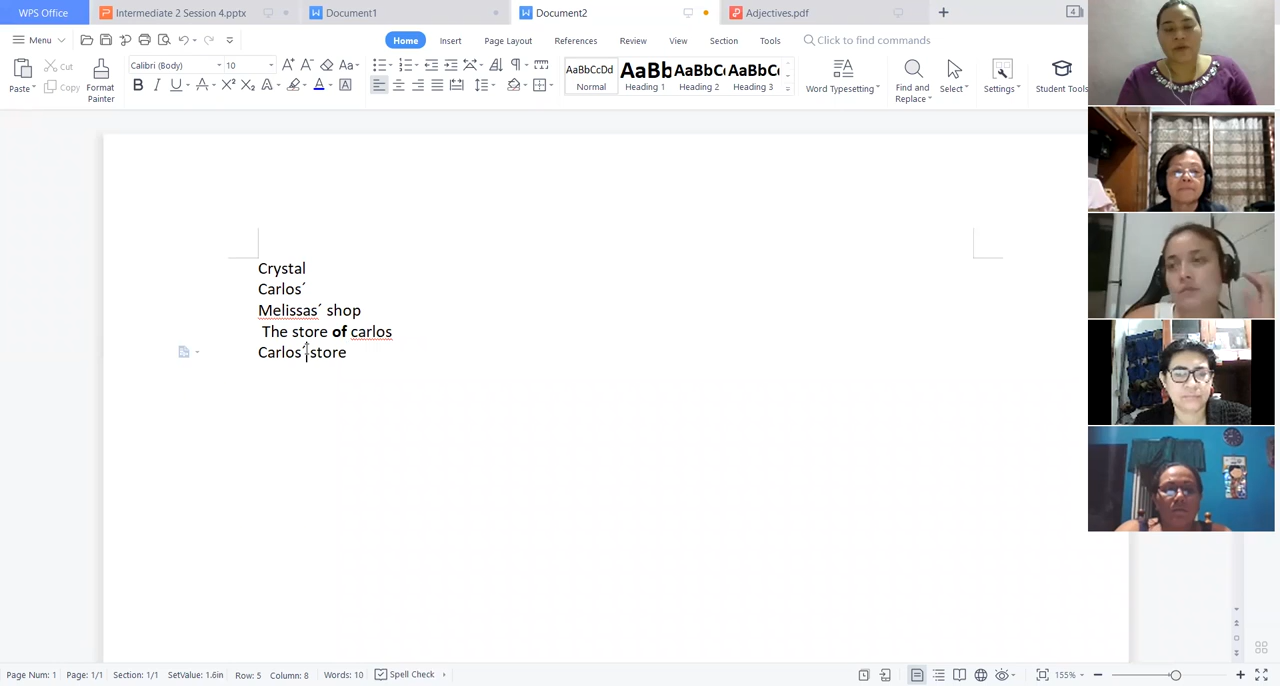 WPS Office
Intermediate 2 Session 4.pptx
Document1
Document2
Adjectives.pdf
4
Menu
Home
Insert
Page Layout
References
Review
View
Section
Tools
Click to find commands
Paste
Cut
Copy
Format Painter
Calibri (Body)
10
AaBbCcDd
Normal
AaBb
Heading 1
AaBbC
Heading 2
AaBbC
Heading 3
Word Typesetting
Find and Replace
Select
Settings
Student Tools
Crystal
Carlos´
Melissas´ shop
The store of carlos
Carlos´store
Page Num: 1
Page: 1/1
Section: 1/1
SetValue: 1.6in
Row: 5
Column: 8
Words: 10
Spell Check
155%